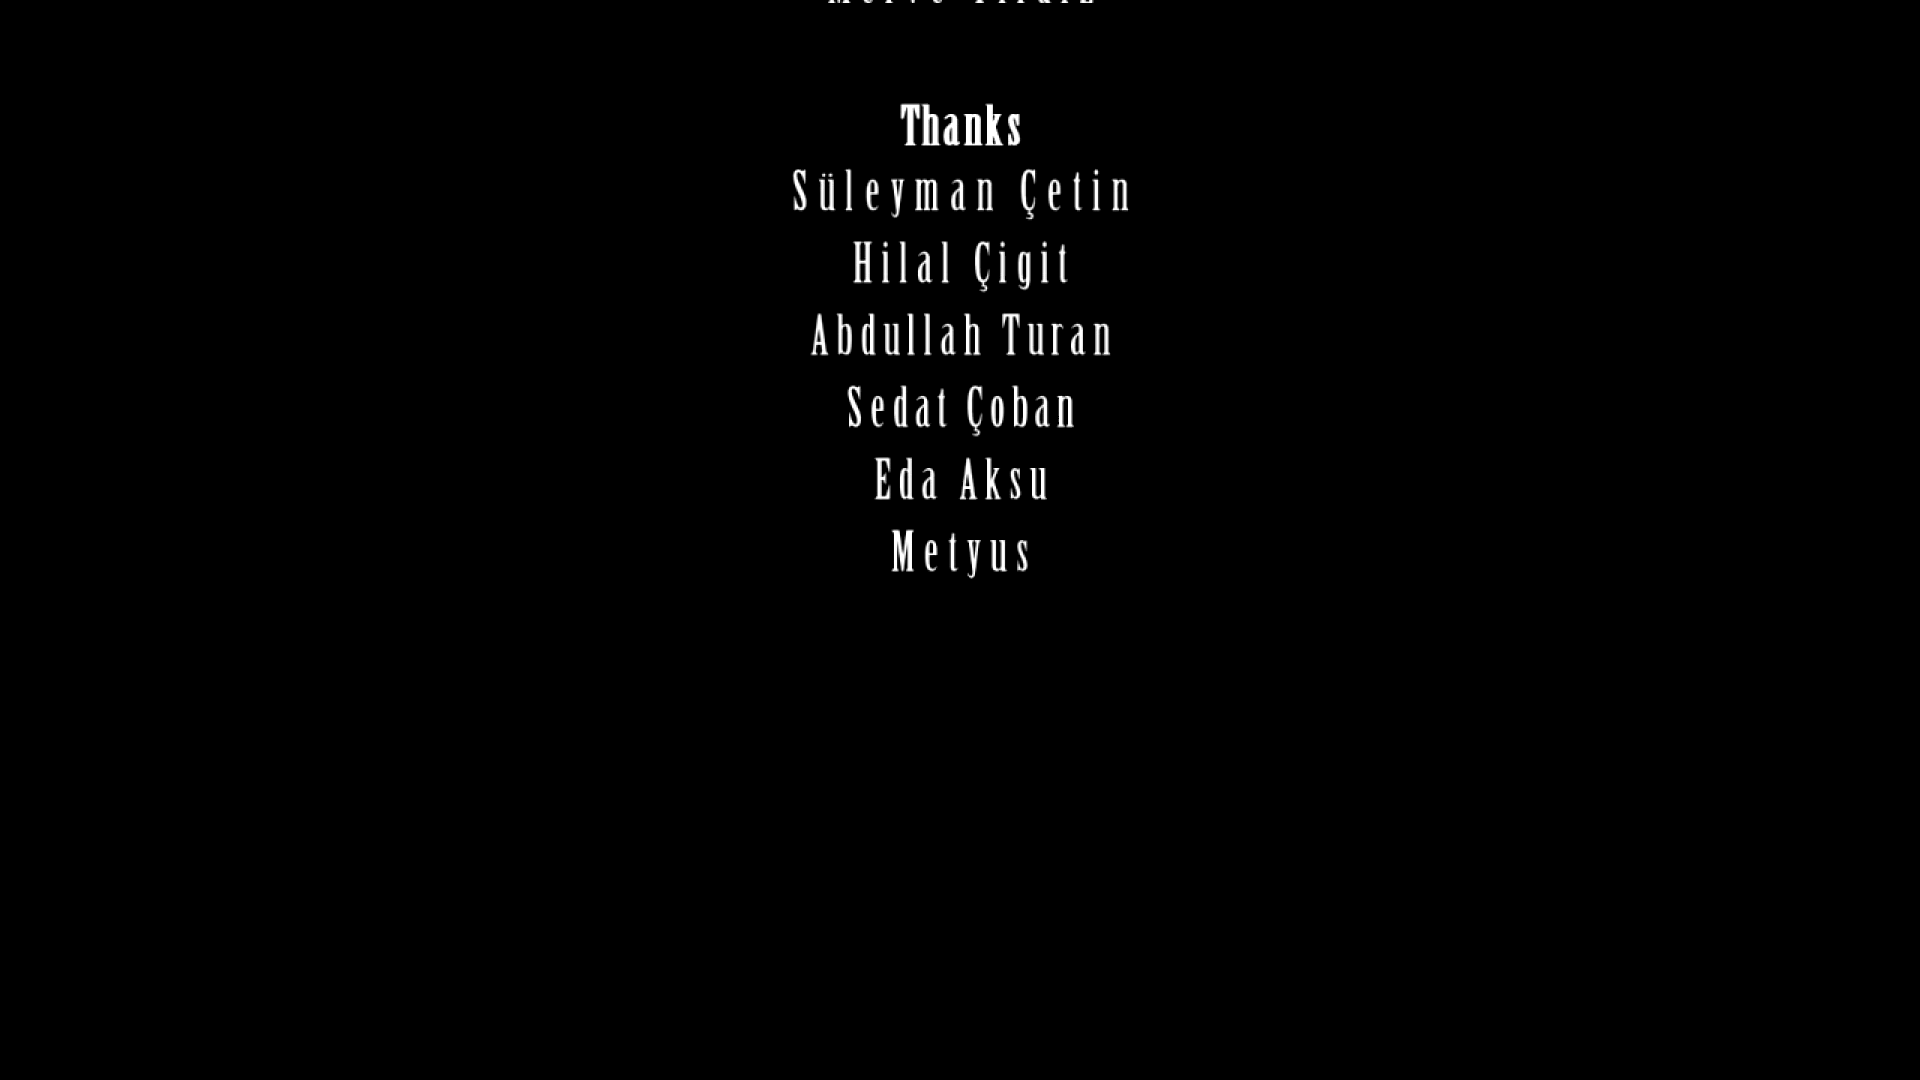 Thanks
Süleyman Çetin
Hilal Çigit
Abdullah Turan
Sedat Çoban
Eda Aksu
Metyus